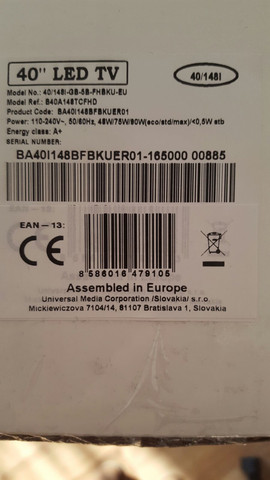 40" LED TV
40/148I
Model No.: 40/148I-GB-5B-FHBKU-EU
Model Ref.: B40A148TCFHD
Product Code: BA40I148BFBKUER01
Power: 110-240V~, 50/60Hz, 48W/75W/90W(eco/std/max)/<0,5W stb
Energy class: A+
SERIAL NUMBER:
BA40I148BFBKUER01-165000 00885
EAN-13:
CE
8 586016 479105
Assembled in Europe
Universal Media Corporation /Slovakia/ s.r.o.
Mickiewiczova 7104/14, 81107 Bratislava 1, Slovakia